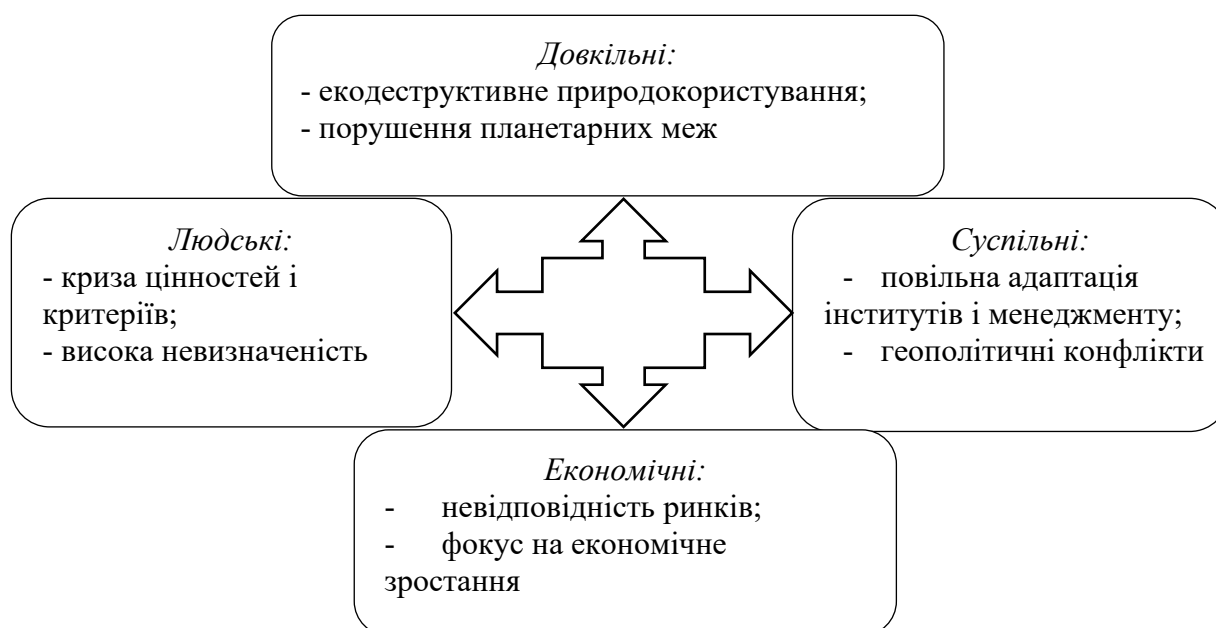 Довкільні:
- екодеструктивне природокористування;
- порушення планетарних меж
Людські:
- криза цінностей і
критеріїв;
- висока невизначеність
Суспільні:
- повільна адаптація
інститутів і менеджменту;
- геополітичні конфлікти
Економічні:
- невідповідність ринків;
- фокус на економічне
зростання